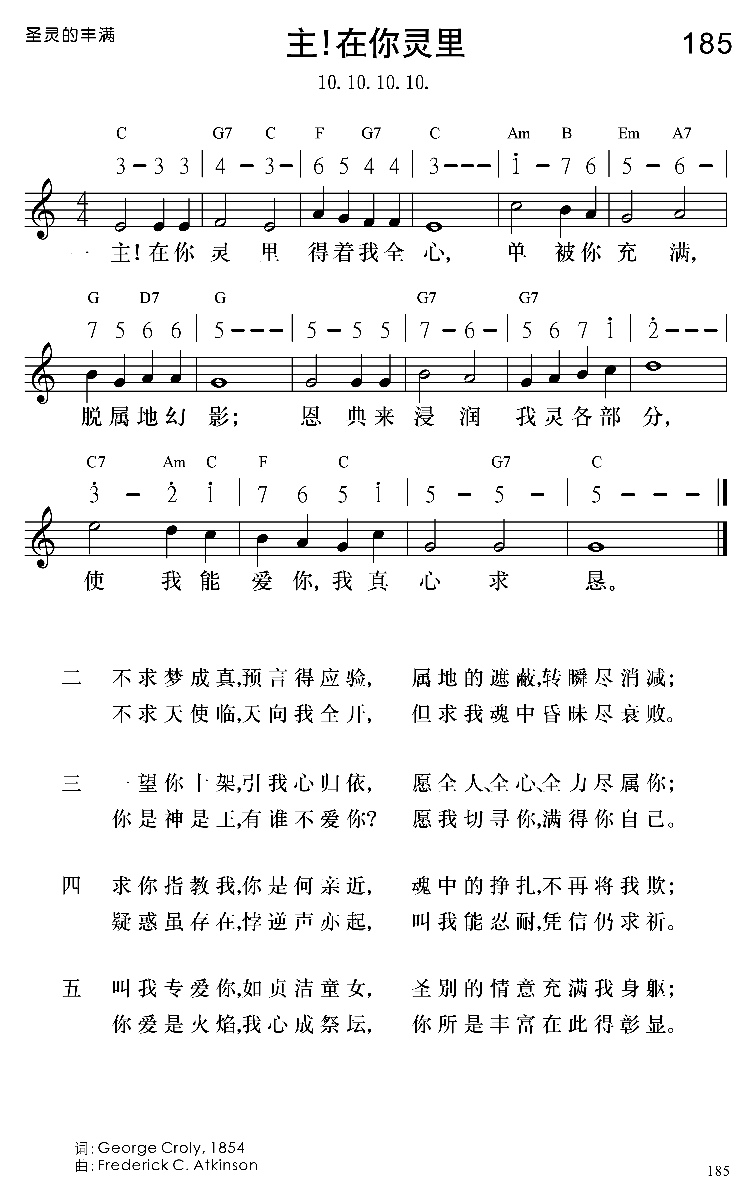 圣灵的丰满
主!在你灵里
185
10. 10. 10. 10.
C G7 C F G7 C Am B Em A7
3 – 3 3 | 4 – 3 – | 6 5 4 4 | 3 – – – | i̇ – 7 6 | 5 – 6 – |
4/4
一 主!在你 灵 里 得着我全 心, 单 被你 充 满,
G D7 G G7 G7
7 5 6 6 | 5 – – – | 5 – 5 5 | 7 – 6 – | 5 6 7 1̇ | 2̇ – – – |
脱属地幻 影; 恩 典来 浸 润 我灵各部 分,
C7 Am C F C G7 C
3̇ – 2̇ 1̇ | 7 6 5 1̇ | 5 – 5 – | 5 – – – ‖
使 我 能 爱你,我真 心 求 恳。
二 不求梦成真,预言得应验, 属地的遮蔽,转瞬尽消减;
不求天使临,天向我全开, 但求我魂中昏昧尽衰败。
三 一望你十架,引我心归依, 愿全人、全心、全力尽属你;
你是神是王,有谁不爱你? 愿我切寻你,满得你自己。
四 求你指教我,你是何亲近, 魂中的挣扎,不再将我欺;
疑惑虽存在,悖逆声亦起, 叫我能忍耐,凭信仍求祈。
五 叫我专爱你,如贞洁童女, 圣别的情意充满我身躯;
你爱是火焰,我心成祭坛, 你所是丰富在此得彰显。
词:George Croly, 1854
曲:Frederick C. Atkinson
185